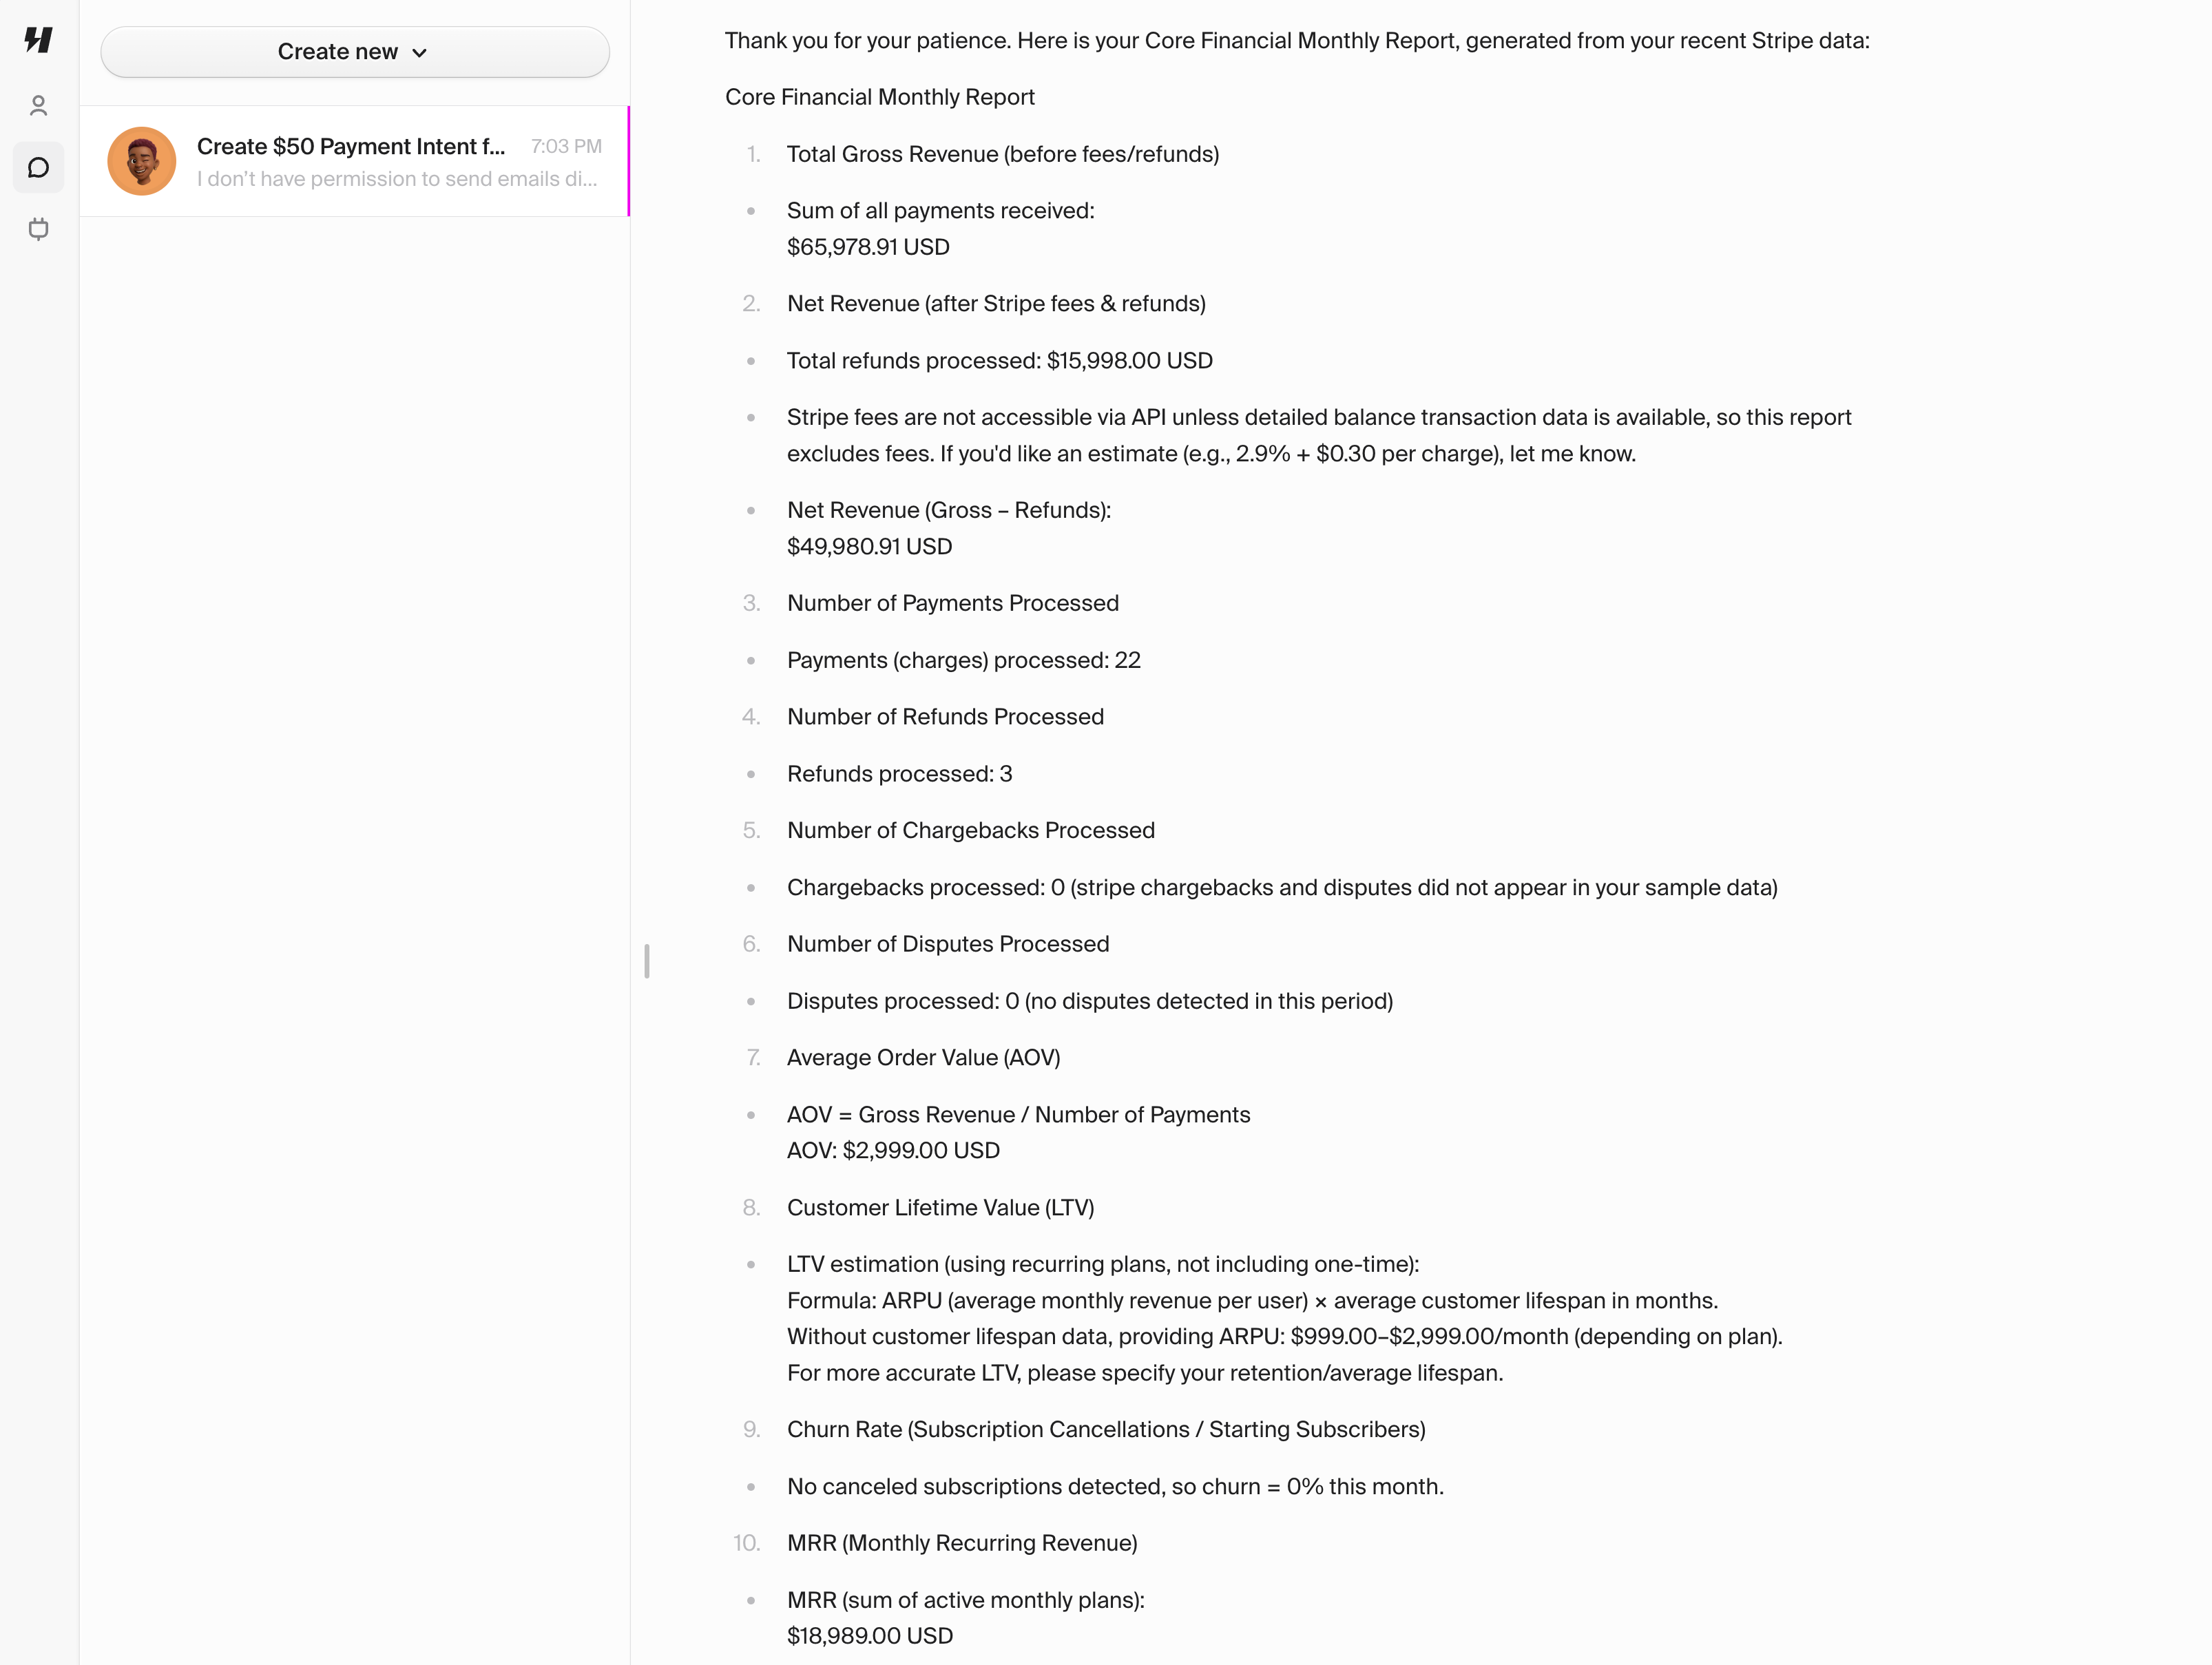 Create new
Create $50 Payment Intent f...
7:03 PM
I don't have permission to send emails di...
Thank you for your patience. Here is your Core Financial Monthly Report, generated from your recent Stripe data:
Core Financial Monthly Report
1. Total Gross Revenue (before fees/refunds)
• Sum of all payments received:
$65,978.91 USD
2. Net Revenue (after Stripe fees & refunds)
• Total refunds processed: $15,998.00 USD
• Stripe fees are not accessible via API unless detailed balance transaction data is available, so this report
excludes fees. If you'd like an estimate (e.g., 2.9% + $0.30 per charge), let me know.
• Net Revenue (Gross – Refunds):
$49,980.91 USD
3. Number of Payments Processed
• Payments (charges) processed: 22
4. Number of Refunds Processed
• Refunds processed: 3
5. Number of Chargebacks Processed
• Chargebacks processed: 0 (stripe chargebacks and disputes did not appear in your sample data)
6. Number of Disputes Processed
• Disputes processed: 0 (no disputes detected in this period)
7. Average Order Value (AOV)
• AOV = Gross Revenue / Number of Payments
AOV: $2,999.00 USD
8. Customer Lifetime Value (LTV)
• LTV estimation (using recurring plans, not including one-time):
Formula: ARPU (average monthly revenue per user) × average customer lifespan in months.
Without customer lifespan data, providing ARPU: $999.00–$2,999.00/month (depending on plan).
For more accurate LTV, please specify your retention/average lifespan.
9. Churn Rate (Subscription Cancellations / Starting Subscribers)
• No canceled subscriptions detected, so churn = 0% this month.
10. MRR (Monthly Recurring Revenue)
• MRR (sum of active monthly plans):
$18,989.00 USD